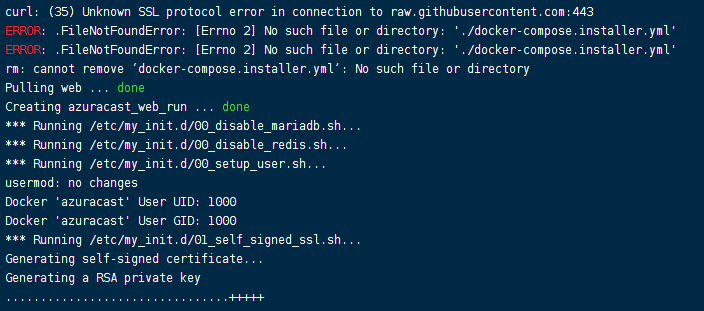 curl: (35) Unknown SSL protocol error in connection to raw.githubusercontent.com:443
ERROR: .FileNotFoundError: [Errno 2] No such file or directory: './docker-compose.installer.yml'
ERROR: .FileNotFoundError: [Errno 2] No such file or directory: './docker-compose.installer.yml'
rm: cannot remove ‘docker-compose.installer.yml’: No such file or directory
Pulling web ... done
Creating azuracast_web_run ... done
*** Running /etc/my_init.d/00_disable_mariadb.sh...
*** Running /etc/my_init.d/00_disable_redis.sh...
*** Running /etc/my_init.d/00_setup_user.sh...
usermod: no changes
Docker 'azuracast' User UID: 1000
Docker 'azuracast' User GID: 1000
*** Running /etc/my_init.d/01_self_signed_ssl.sh...
Generating self-signed certificate...
Generating a RSA private key
................................+++++